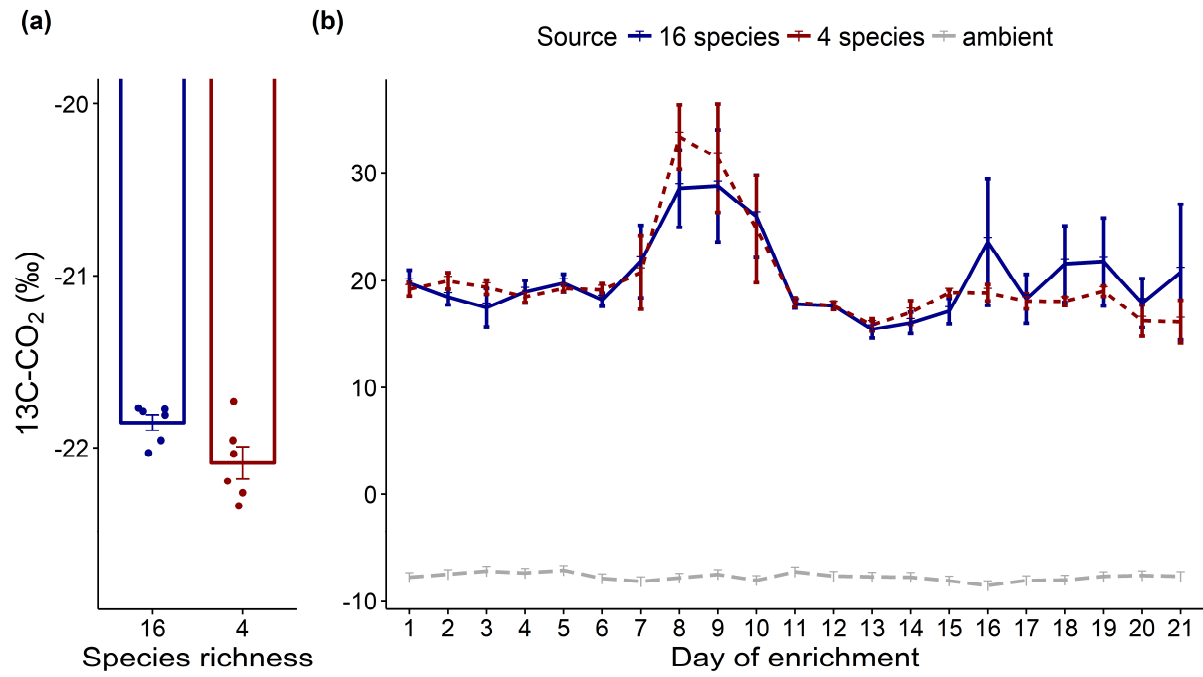 (a)
-20
-21
-22
13C-CO₂ (‰)
16 4
Species richness
(b)
Source 16 species 4 species ambient
30
20
10
0
-10
1 2 3 4 5 6 7 8 9 10 11 12 13 14 15 16 17 18 19 20 21
Day of enrichment